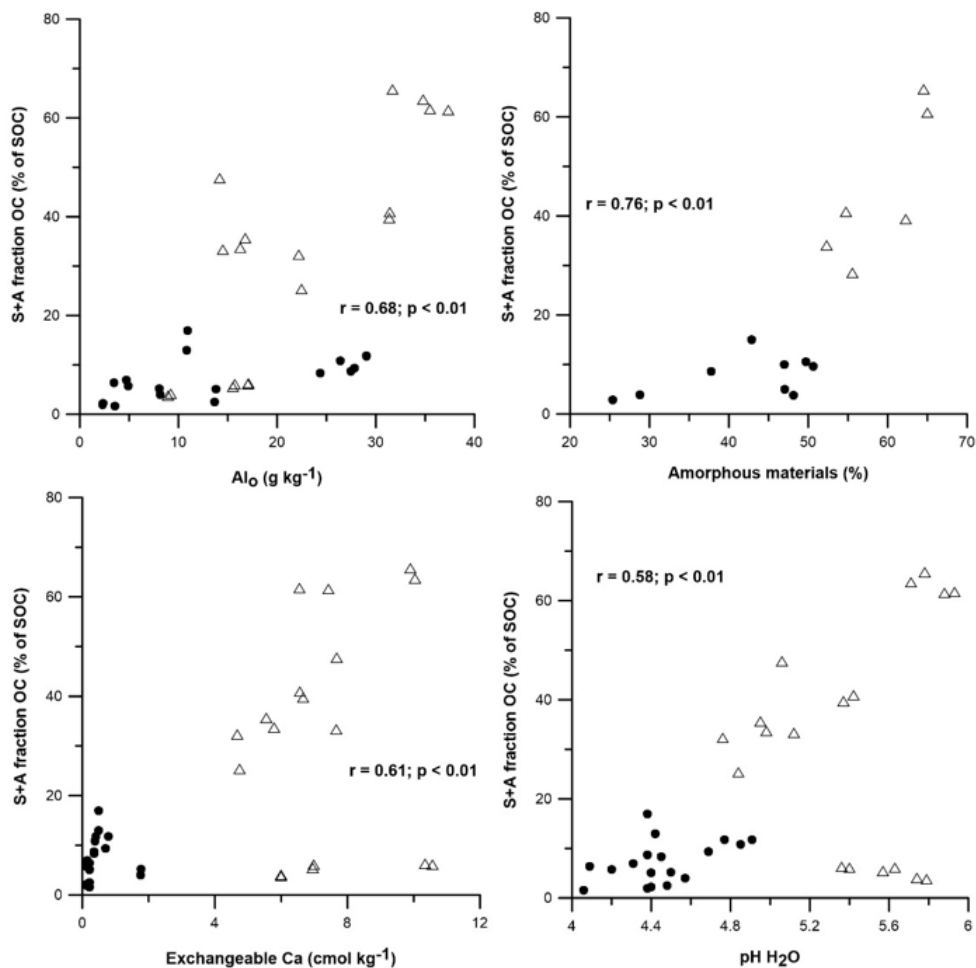 80
60
40
20
0
S+A fraction OC (% of SOC)
r = 0.68; p < 0.01
0 10 20 30 40
Alo (g kg-1)
80
60
40
20
0
S+A fraction OC (% of SOC)
r = 0.76; p < 0.01
20 30 40 50 60 70
Amorphous materials (%)
80
60
40
20
0
S+A fraction OC (% of SOC)
r = 0.61; p < 0.01
0 4 8 12
Exchangeable Ca (cmol kg-1)
80
60
40
20
0
S+A fraction OC (% of SOC)
r = 0.58; p < 0.01
4 4.4 4.8 5.2 5.6 6
pH H2O